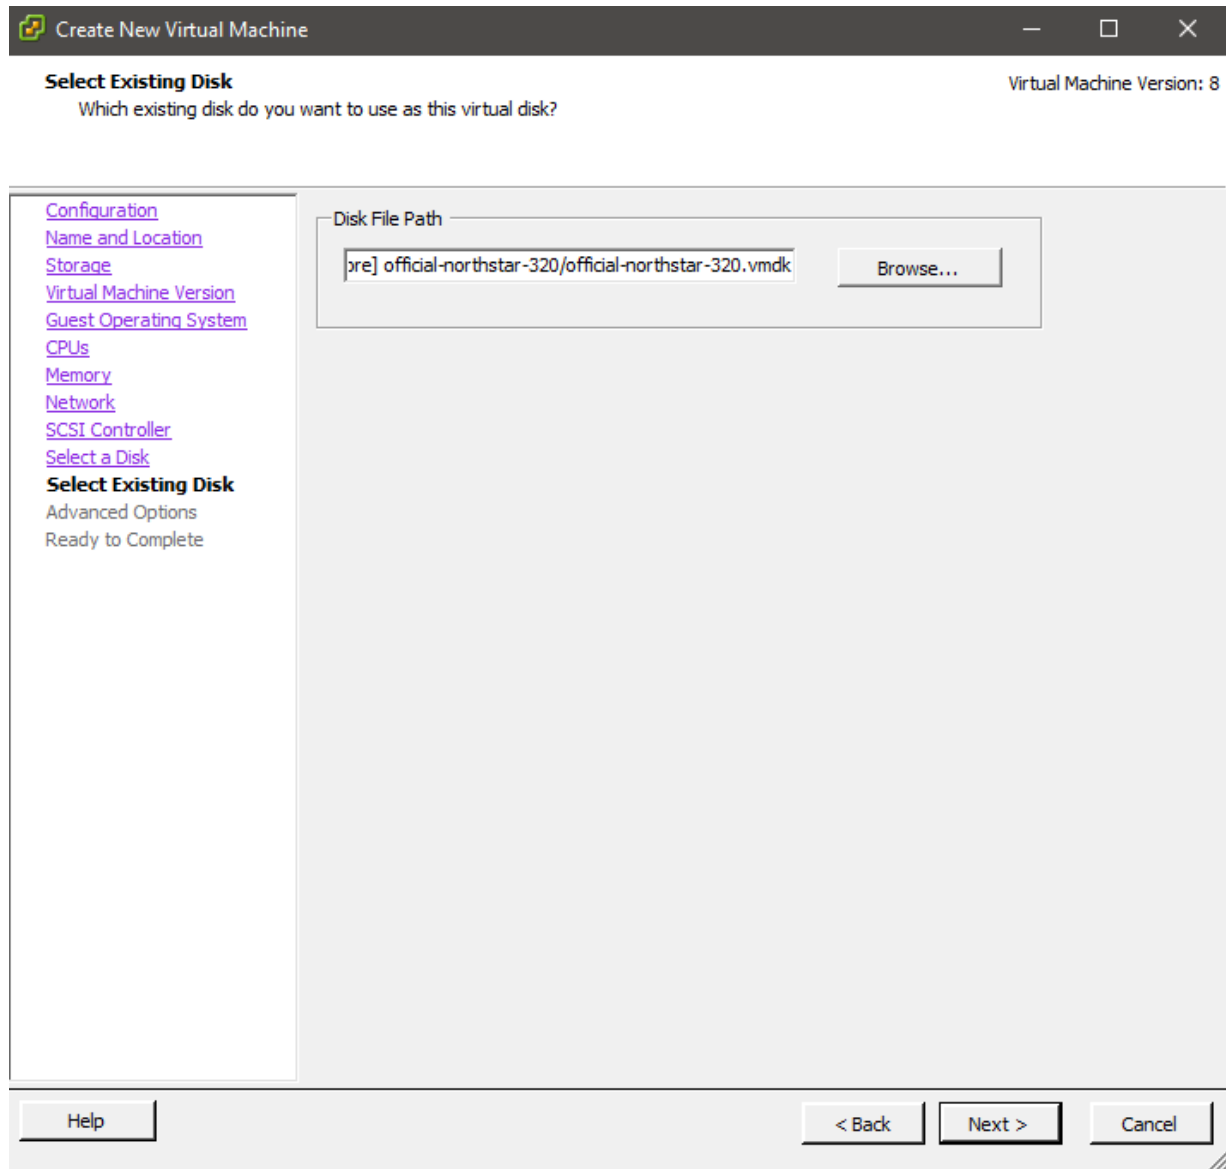 Create New Virtual Machine
Select Existing Disk
Virtual Machine Version: 8
Which existing disk do you want to use as this virtual disk?
Configuration
Name and Location
Storage
Virtual Machine Version
Guest Operating System
CPUs
Memory
Network
SCSI Controller
Select a Disk
Select Existing Disk
Advanced Options
Ready to Complete
Disk File Path
ore] official-northstar-320/official-northstar-320.vmdk
Browse...
Help
< Back
Next >
Cancel